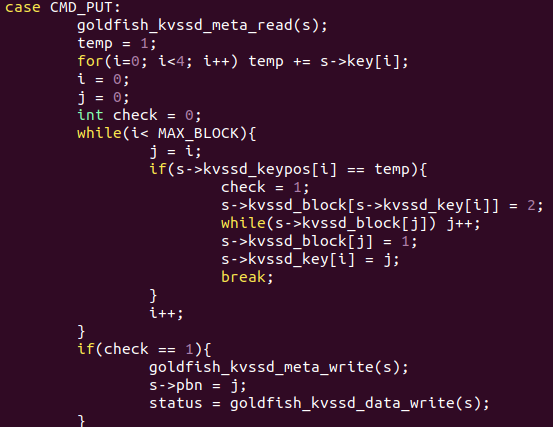 case CMD_PUT:
        goldfish_kvssd_meta_read(s);
        temp = 1;
        for(i=0; i<4; i++) temp += s->key[i];
        i = 0;
        j = 0;
        int check = 0;
        while(i< MAX_BLOCK){
                j = i;
                if(s->kvssd_keypos[i] == temp){
                        check = 1;
                        s->kvssd_block[s->kvssd_key[i]] = 2;
                        while(s->kvssd_block[j]) j++;
                        s->kvssd_block[j] = 1;
                        s->kvssd_key[i] = j;
                        break;
                }
                i++;
        }
        if(check == 1){
                goldfish_kvssd_meta_write(s);
                s->pbn = j;
                status = goldfish_kvssd_data_write(s);
        }